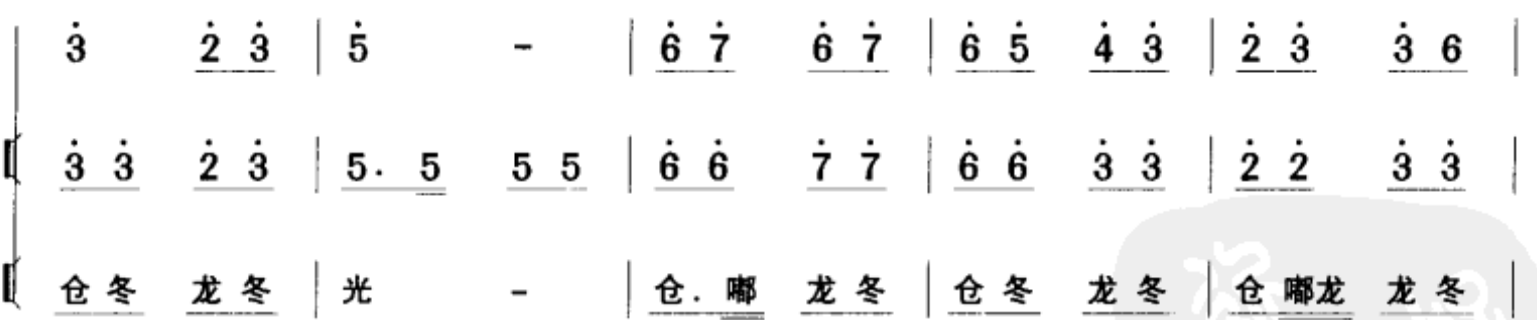 3̇ 2̇ 3̇ | 5̇ - | 6̇ 7̇ 6̇ 7̇ | 6̇ 5̇ 4̇ 3̇ | 2̇ 3̇ 3̇ 6 |
3̇ 3̇ 2̇ 3̇ | 5. 5 5 5 | 6̇ 6̇ 7̇ 7̇ | 6̇ 6̇ 3̇ 3̇ | 2̇ 2̇ 3̇ 3̇ |
仓 冬 龙 冬 | 光 - | 仓. 嘟 龙 冬 | 仓 冬 龙 冬 | 仓 嘟龙 龙 冬 |